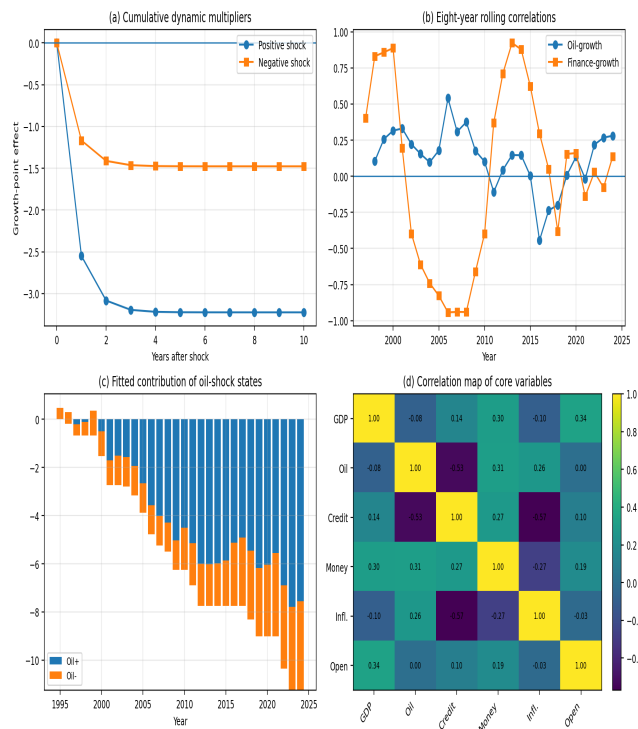 (a) Cumulative dynamic multipliers
0.0
−0.5
−1.0
−1.5
−2.0
−2.5
−3.0
Growth-point effect
0 2 4 6 8 10
Years after shock
Positive shock
Negative shock
(b) Eight-year rolling correlations
1.00
0.75
0.50
0.25
0.00
−0.25
−0.50
−0.75
−1.00
2000 2005 2010 2015 2020 2025
Year
Oil-growth
Finance-growth
(c) Fitted contribution of oil-shock states
0
−2
−4
−6
−8
−10
1995 2000 2005 2010 2015 2020 2025
Year
Oil+
Oil-
(d) Correlation map of core variables
GDP 1.00 -0.08 0.14 0.30 -0.10 0.34
Oil -0.08 1.00 -0.53 0.31 0.26 0.00
Credit 0.14 -0.53 1.00 0.27 -0.57 0.10
Money 0.30 0.31 0.27 1.00 -0.27 0.19
Infl. -0.10 0.26 -0.57 -0.27 1.00 -0.03
Open 0.34 0.00 0.10 0.19 -0.03 1.00
GDP Oil Credit Money Infl. Open
1.0
0.8
0.6
0.4
0.2
0.0